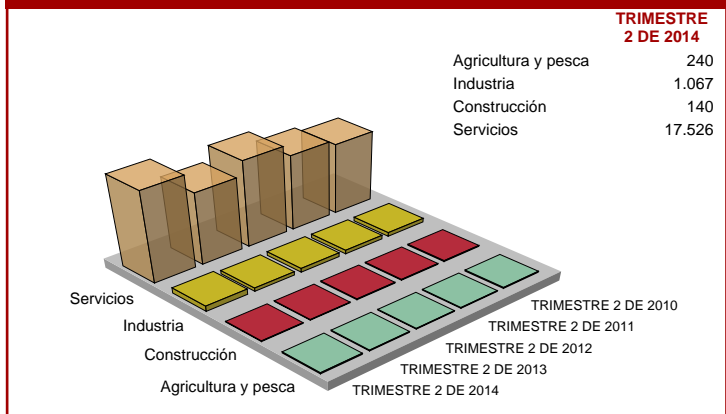 TRIMESTRE
2 DE 2014
Agricultura y pesca 240
Industria 1.067
Construcción 140
Servicios 17.526
Servicios
Industria
Construcción
Agricultura y pesca
TRIMESTRE 2 DE 2010
TRIMESTRE 2 DE 2011
TRIMESTRE 2 DE 2012
TRIMESTRE 2 DE 2013
TRIMESTRE 2 DE 2014